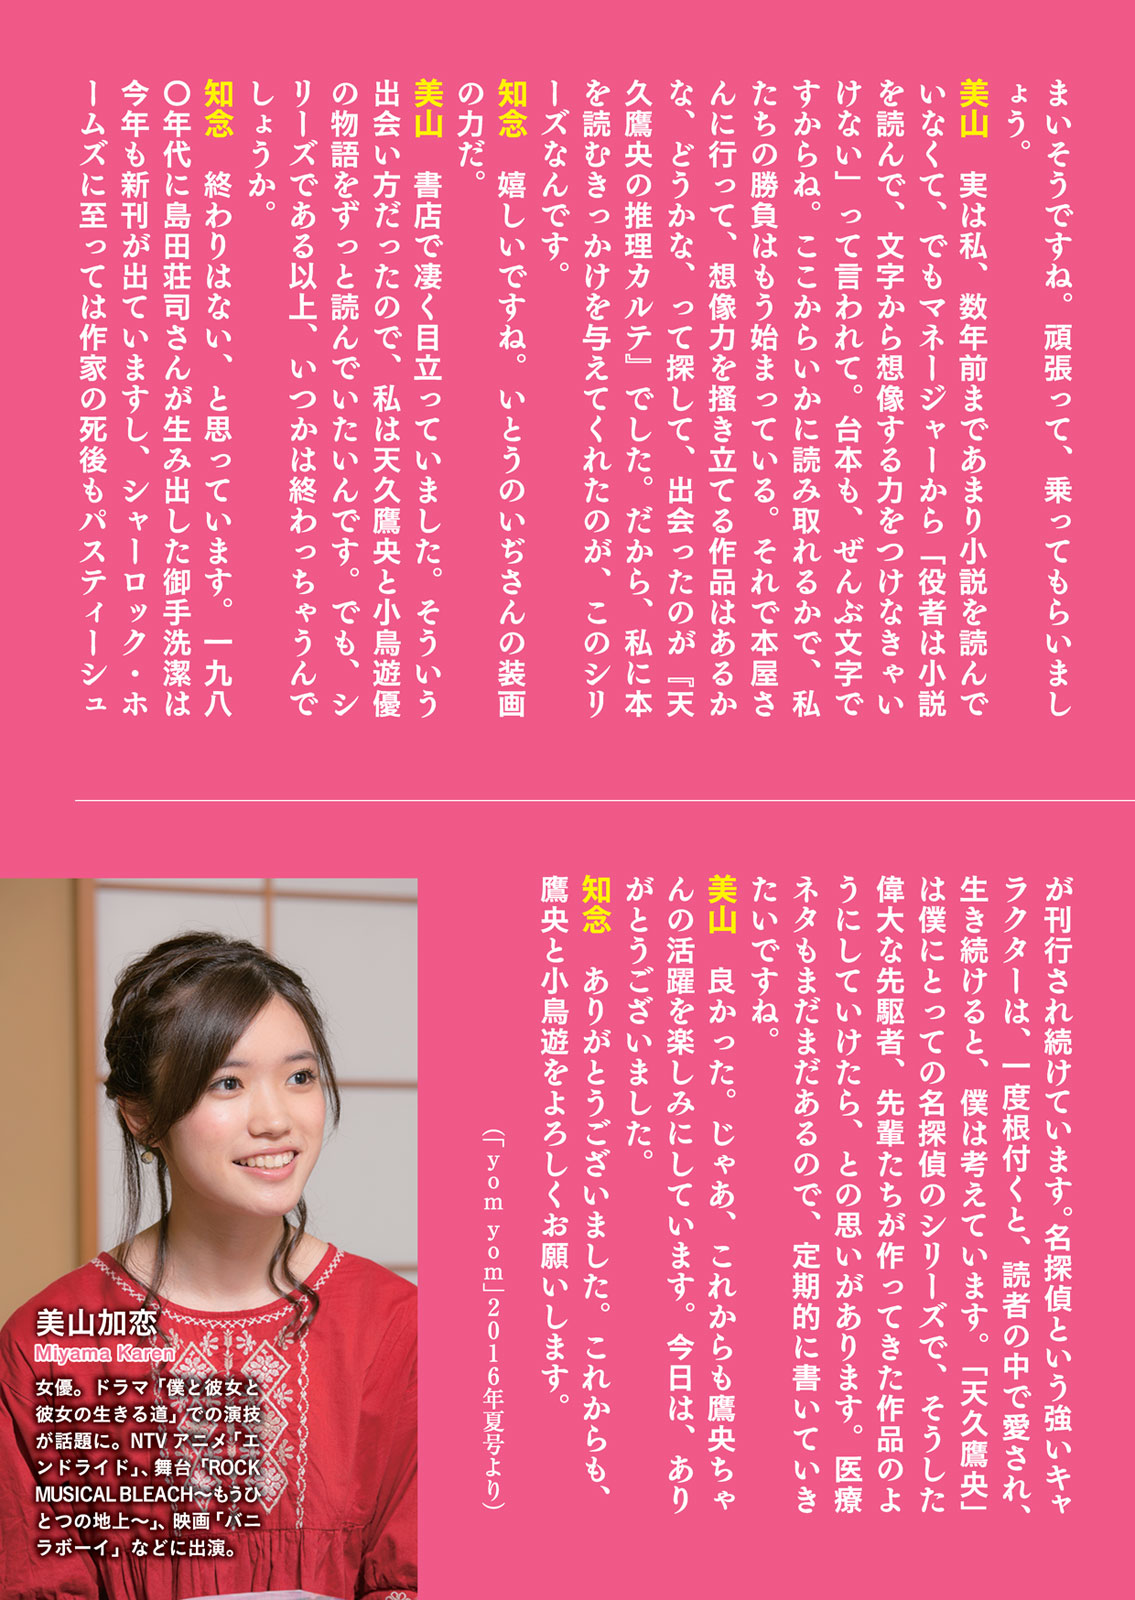 まいそうですね。頑張って、乗ってもらいまし
ょう。
美山　実は私、数年前まであまり小説を読んで
いなくて、でもマネージャーから「役者は小説
を読んで、文字から想像する力をつけなきゃい
けない」って言われて。台本も、ぜんぶ文字で
すからね。ここからいかに読み取れるかで、私
たちの勝負はもう始まっている。それで本屋さ
んに行って、想像力を掻き立てる作品はあるか
な、どうかな、って探して、出会ったのが『天
久鷹央の推理カルテ』でした。だから、私に本
を読むきっかけを与えてくれたのが、このシリ
ーズなんです。
知念　嬉しいですね。いとうのいぢさんの装画
の力だ。
美山　書店で凄く目立っていました。そういう
出会い方だったので、私は天久鷹央と小鳥遊優
の物語をずっと読んでいたいんです。でも、シ
リーズである以上、いつかは終わっちゃうんで
しょうか。
知念　終わりはない、と思っています。一九八
〇年代に島田荘司さんが生み出した御手洗潔は
今年も新刊が出ていますし、シャーロック・ホ
ームズに至っては作家の死後もパスティーシュ
が刊行され続けています。名探偵という強いキャ
ラクターは、一度根付くと、読者の中で愛され、
生き続けると、僕は考えています。「天久鷹央」
は僕にとっての名探偵のシリーズで、そうした
偉大な先駆者、先輩たちが作ってきた作品のよ
うにしていけたら、との思いがあります。医療
ネタもまだまだあるので、定期的に書いていき
たいですね。
美山　良かった。じゃあ、これからも鷹央ちゃ
んの活躍を楽しみにしています。今日は、あり
がとうございました。
知念　ありがとうございました。これからも、
鷹央と小鳥遊をよろしくお願いします。
（「yom yom」2016年夏号より）
美山加恋
Miyama Karen
女優。ドラマ「僕と彼女と
彼女の生きる道」での演技
が話題に。NTVアニメ「エ
ンドライド」、舞台「ROCK
MUSICAL BLEACH〜もうひ
とつの地上〜」、映画「バニ
ラボーイ」などに出演。